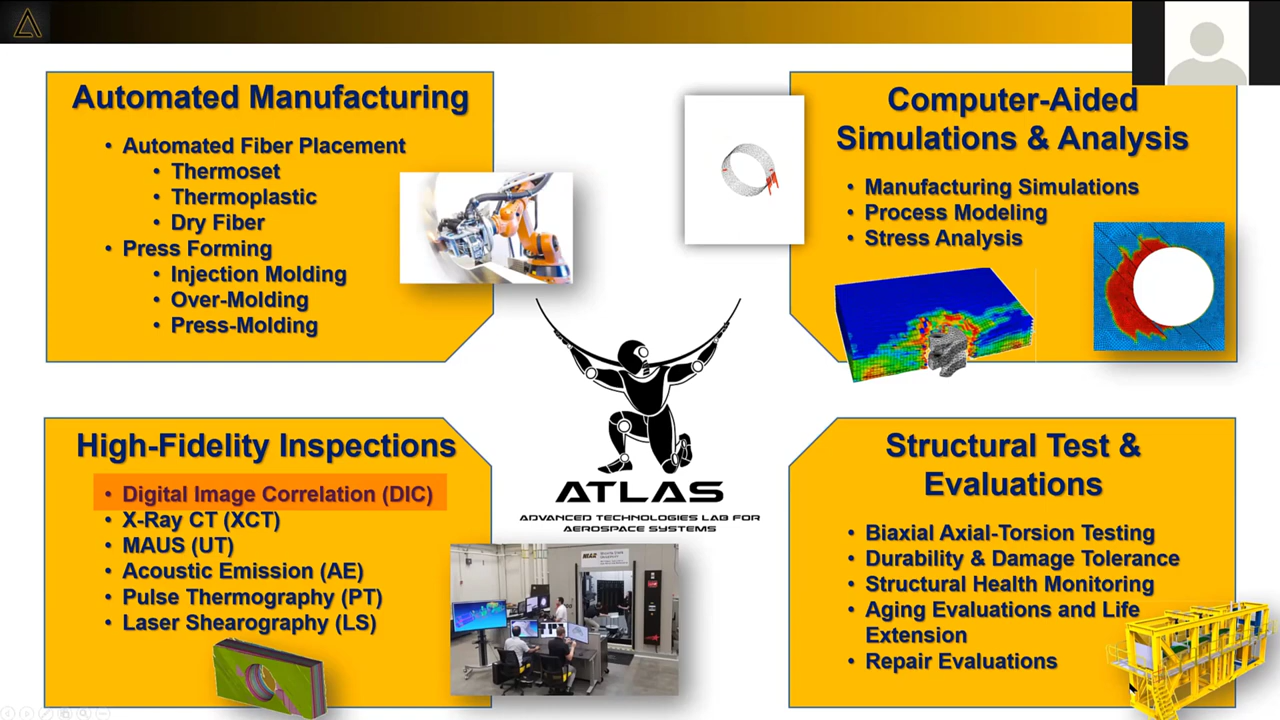 Automated Manufacturing
• Automated Fiber Placement
• Thermoset
• Thermoplastic
• Dry Fiber
• Press Forming
• Injection Molding
• Over-Molding
• Press-Molding
Computer-Aided
Simulations & Analysis
• Manufacturing Simulations
• Process Modeling
• Stress Analysis
High-Fidelity Inspections
• Digital Image Correlation (DIC)
• X-Ray CT (XCT)
• MAUS (UT)
• Acoustic Emission (AE)
• Pulse Thermography (PT)
• Laser Shearography (LS)
ATLAS
ADVANCED TECHNOLOGIES LAB FOR
AEROSPACE SYSTEMS
NIAR
Structural Test &
Evaluations
• Biaxial Axial-Torsion Testing
• Durability & Damage Tolerance
• Structural Health Monitoring
• Aging Evaluations and Life
Extension
• Repair Evaluations